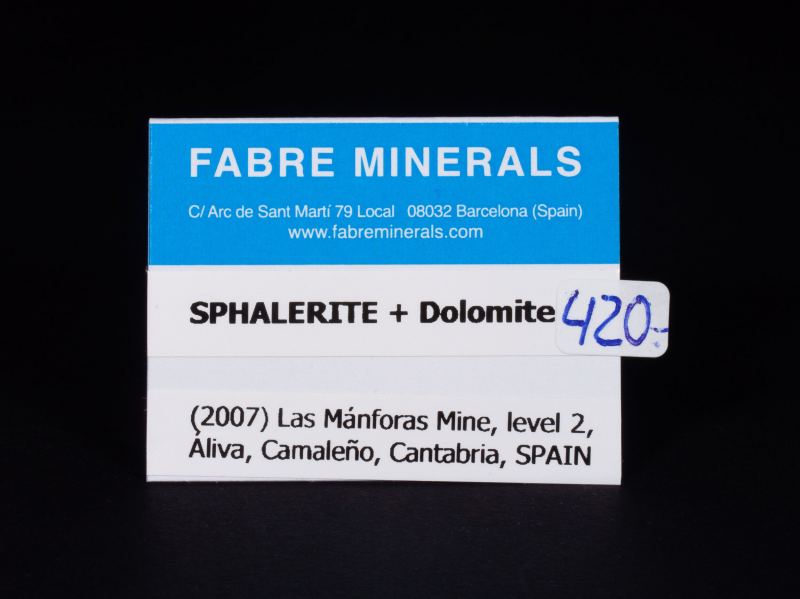 FABRE MINERALS
C/ Arc de Sant Martí 79 Local 08032 Barcelona (Spain)
www.fabreminerals.com
SPHALERITE + Dolomite 420.-
(2007) Las Mánforas Mine, level 2,
Áliva, Camaleño, Cantabria, SPAIN